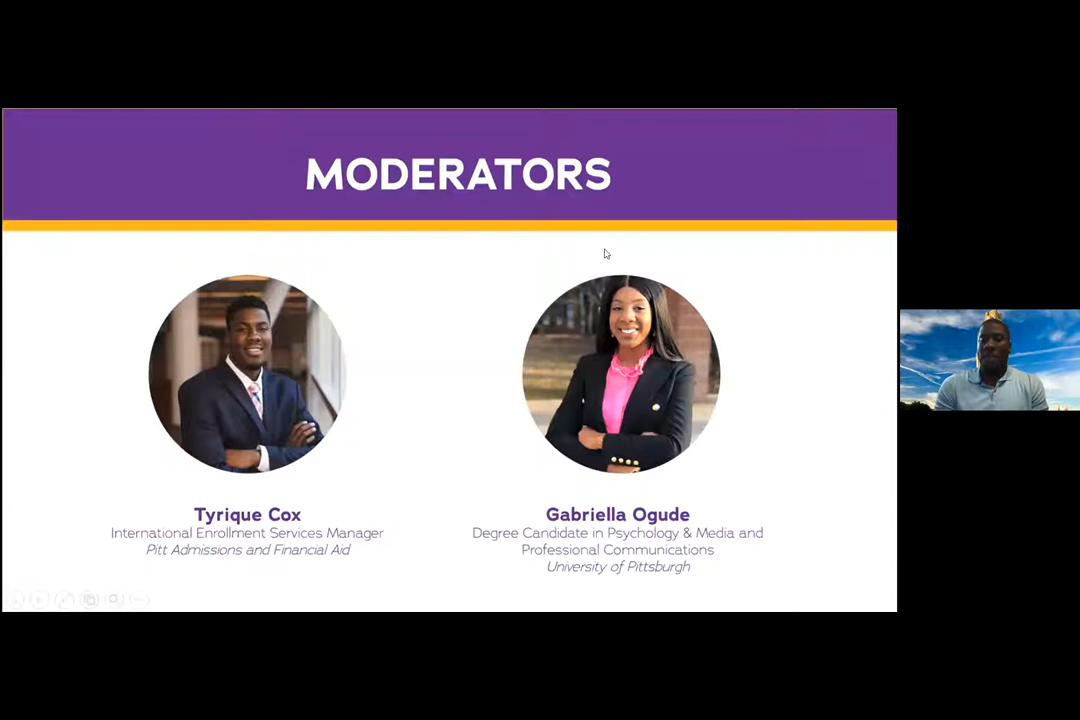 MODERATORS
Tyrique Cox
International Enrollment Services Manager
Pitt Admissions and Financial Aid
Gabriella Ogude
Degree Candidate in Psychology & Media and
Professional Communications
University of Pittsburgh